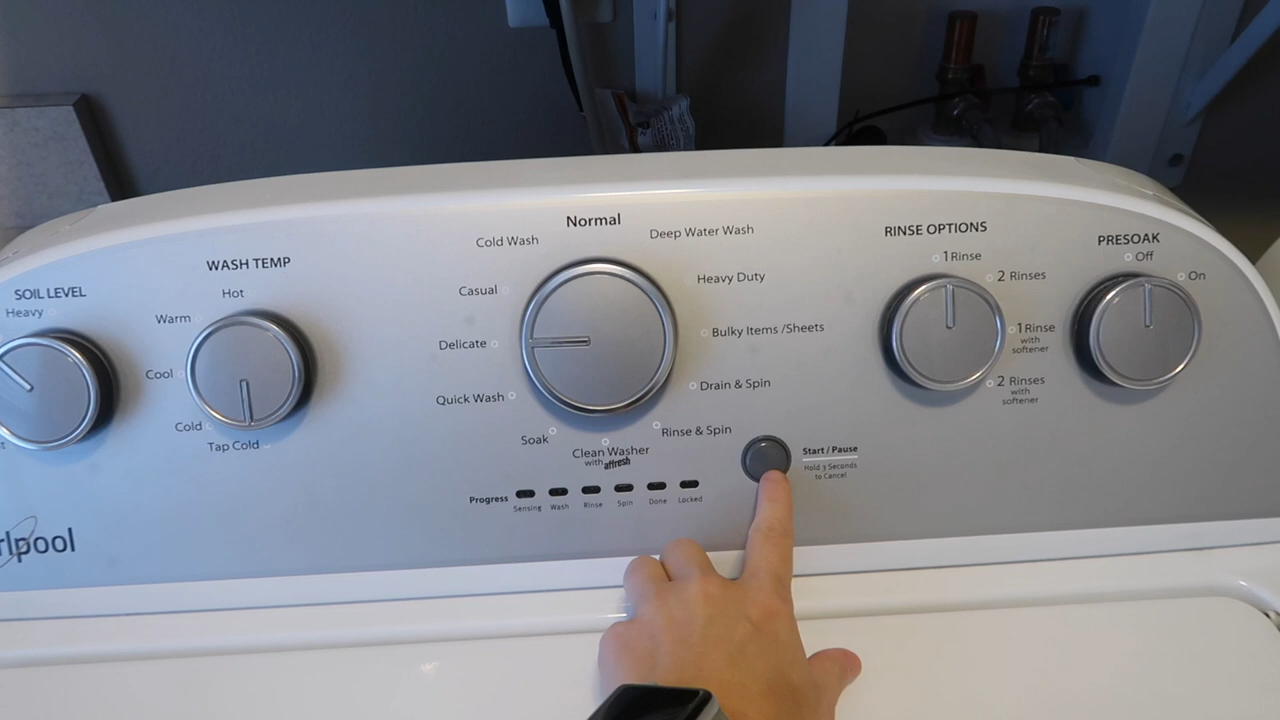 SOIL LEVEL
Heavy
WASH TEMP
Hot
Warm
Cool
Cold
Tap Cold
Normal
Cold Wash
Casual
Delicate
Quick Wash
Soak
Clean Washer
with affresh
Rinse & Spin
Drain & Spin
Bulky Items /Sheets
Heavy Duty
Deep Water Wash
Progress
Sensing
Wash
Rinse
Spin
Done
Locked
Start / Pause
Hold 3 Seconds
to Cancel
RINSE OPTIONS
1 Rinse
2 Rinses
1 Rinse
with
softener
2 Rinses
with
softener
PRESOAK
Off
On
rlpool